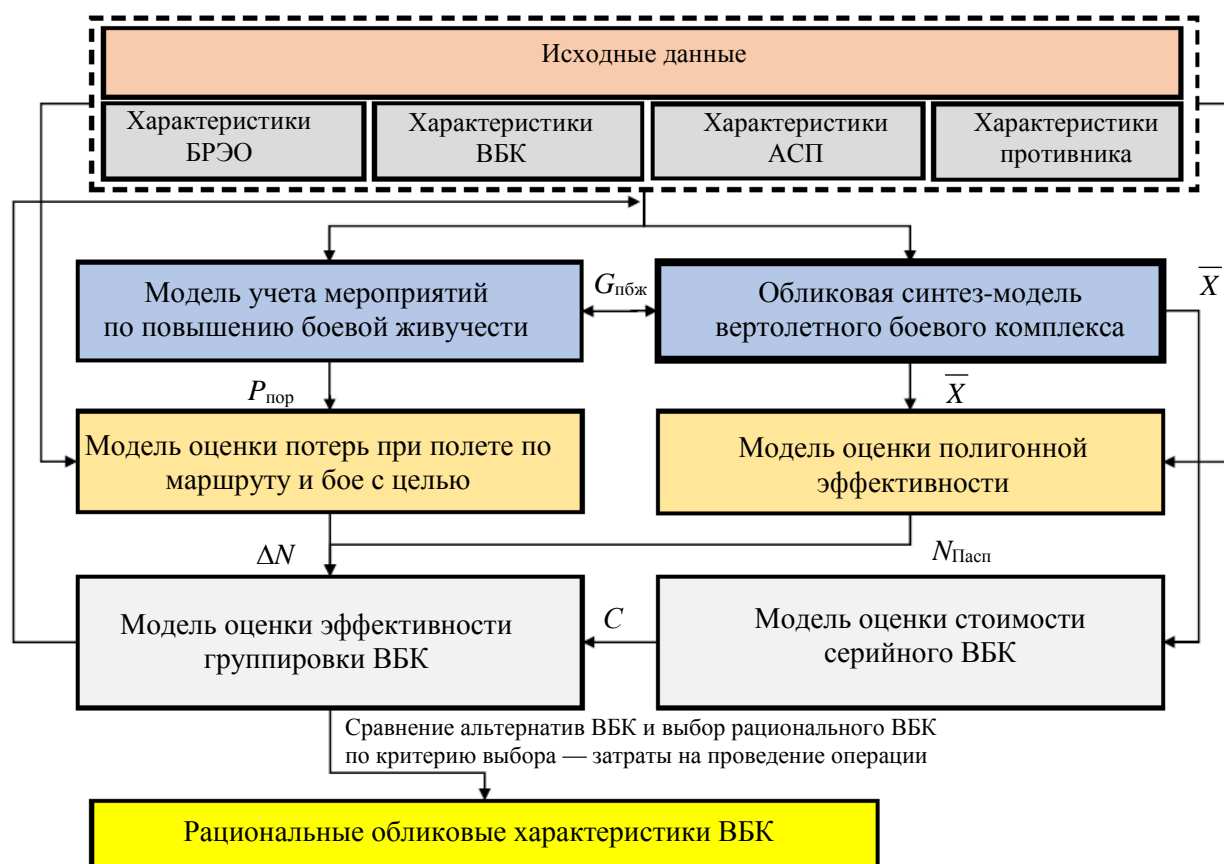 Исходные данные
Характеристики
БРЭО
Характеристики
ВБК
Характеристики
АСП
Характеристики
противника
Модель учета мероприятий
по повышению боевой живучести
Gпбж
Обликовая синтез-модель
вертолетного боевого комплекса
X̅
Pпор
X̅
Модель оценки потерь при полете по
маршруту и бое с целью
Модель оценки полигонной
эффективности
ΔN
NПасп
Модель оценки эффективности
группировки ВБК
C
Модель оценки стоимости
серийного ВБК
Сравнение альтернатив ВБК и выбор рационального ВБК
по критерию выбора — затраты на проведение операции
Рациональные обликовые характеристики ВБК